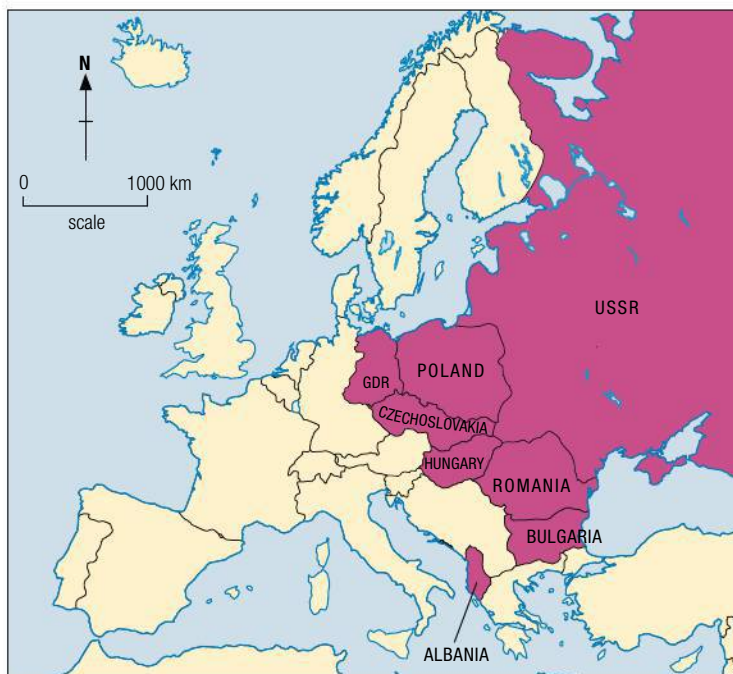 N
0 1000 km
scale
USSR
POLAND
GDR
CZECHOSLOVAKIA
HUNGARY
ROMANIA
BULGARIA
ALBANIA